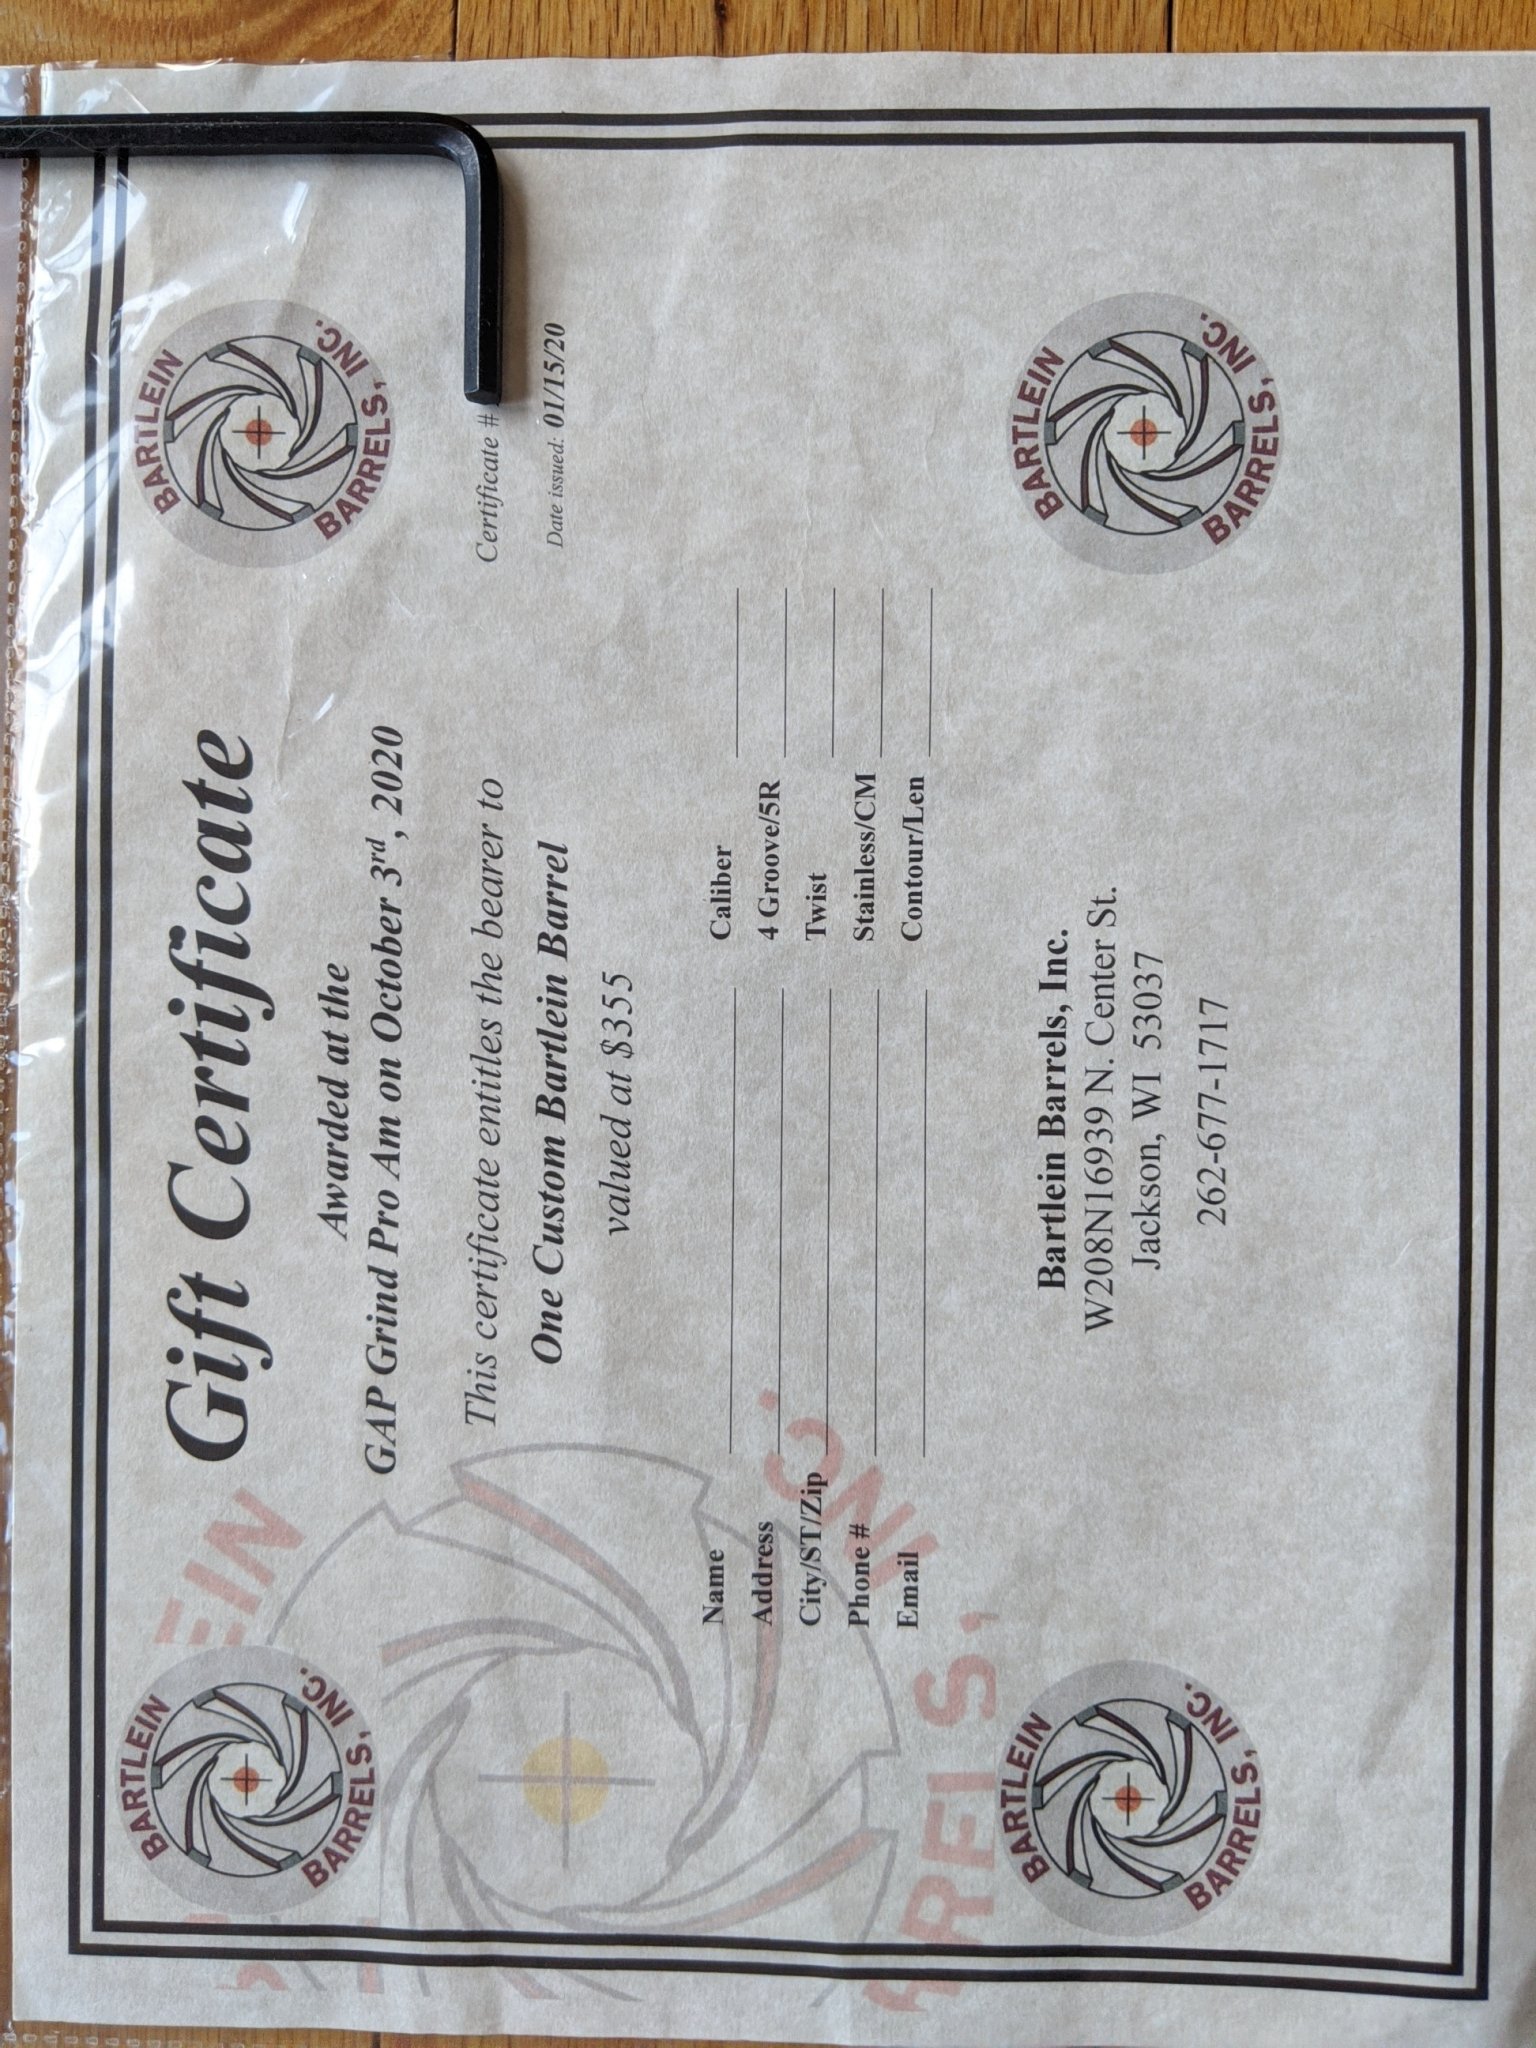 Gift Certificate
Awarded at the
GAP Grind Pro Am on October 3rd, 2020
This certificate entitles the bearer to
Certificate #
One Custom Bartlein Barrel
Date issued: 01/15/20
valued at $355
Name
Caliber
Address
4 Groove/5R
City/ST/Zip
Twist
Phone #
Stainless/CM
Email
Contour/Len
Bartlein Barrels, Inc.
W208N16939 N. Center St.
Jackson, WI 53037
262-677-1717
BARTLEIN
BARRELS, INC.
BARTLEIN
BARRELS, INC.
BARTLEIN
BARRELS, INC.
BARTLEIN
BARRELS, INC.
EIN
RRELS, INC.